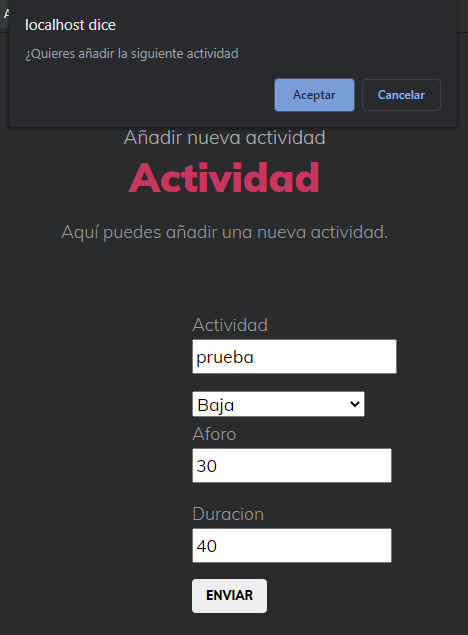 localhost dice
¿Quieres añadir la siguiente actividad
Aceptar
Cancelar
Añadir nueva actividad
Actividad
Aquí puedes añadir una nueva actividad.
Actividad
prueba
Baja
Aforo
30
Duracion
40
ENVIAR